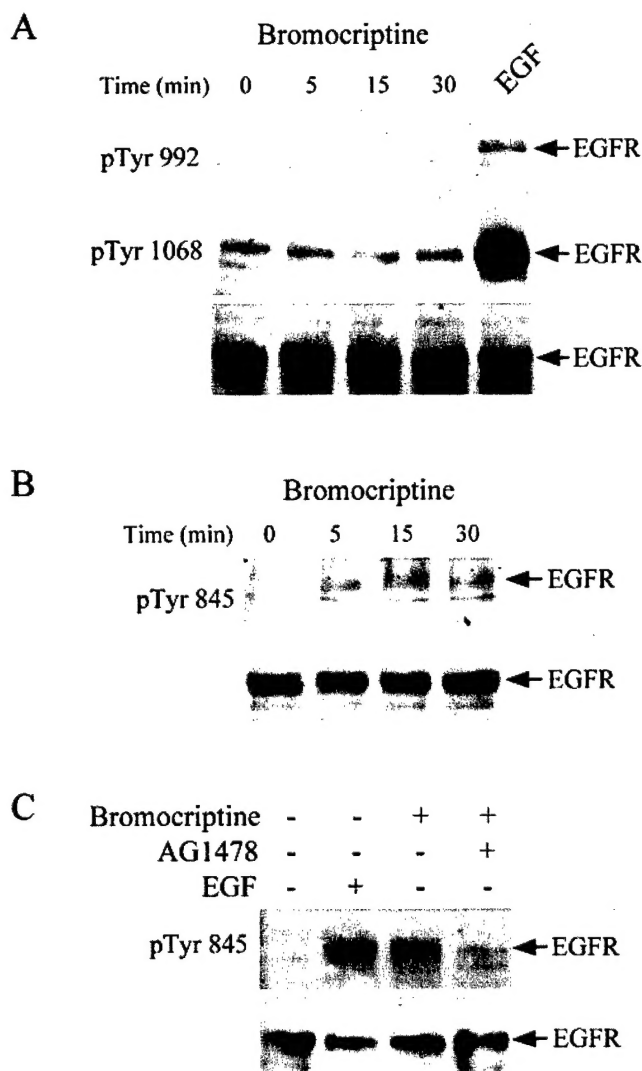 A
Bromocriptine
Time (min) 0 5 15 30 EGF
pTyr 992 EGFR
pTyr 1068 EGFR
EGFR
B
Bromocriptine
Time (min) 0 5 15 30
pTyr 845 EGFR
EGFR
C
Bromocriptine - - + +
AG1478 - - - +
EGF - + - -
pTyr 845 EGFR
EGFR